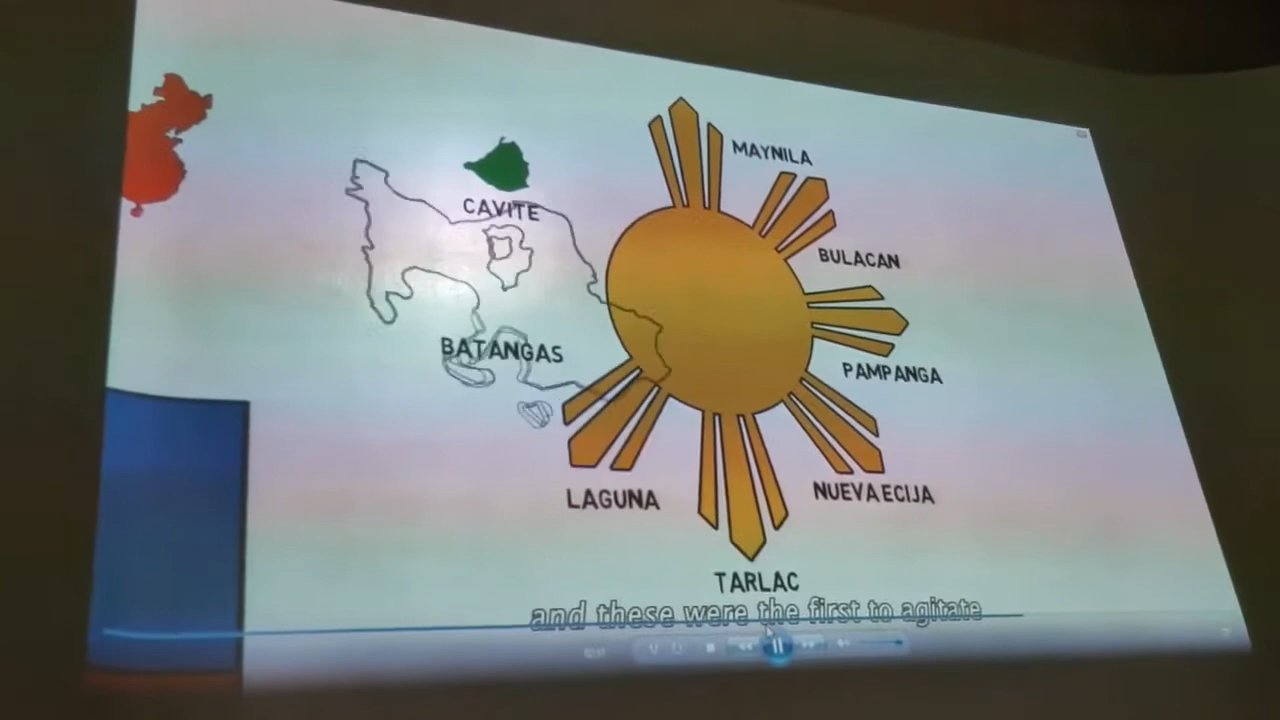 MAYNILA
CAVITE
BULACAN
BATANGAS
PAMPANGA
LAGUNA
NUEVA ECIJA
TARLAC
and these were the first to agitate